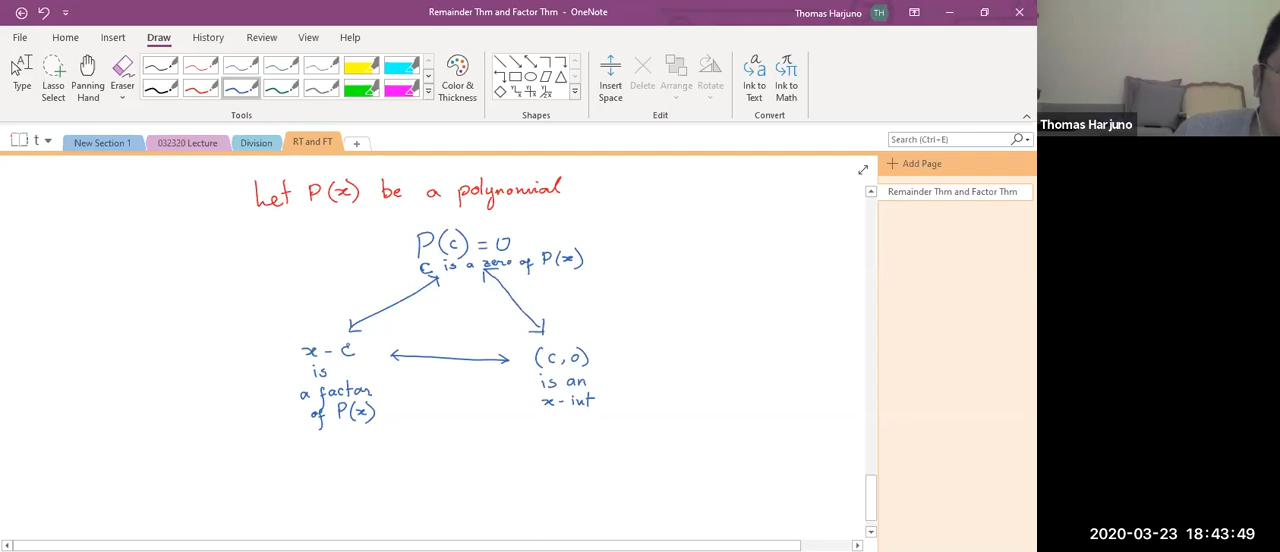 Remainder Thm and Factor Thm - OneNote
Thomas Harjuno TH
File Home Insert Draw History Review View Help
Type Lasso Select Panning Hand Eraser
Color & Thickness
Insert Space Delete Arrange Rotate
Ink to Text Ink to Math
Tools Shapes Edit Convert
New Section 1 032320 Lecture Division RT and FT
Search (Ctrl+E)
Add Page
Remainder Thm and Factor Thm
Let P(x) be a polynomial
P(c) = 0
c is a zero of P(x)
x - c
is
a factor
of P(x)
(c, 0)
is an
x-int
Thomas Harjuno
2020-03-23 18:43:49